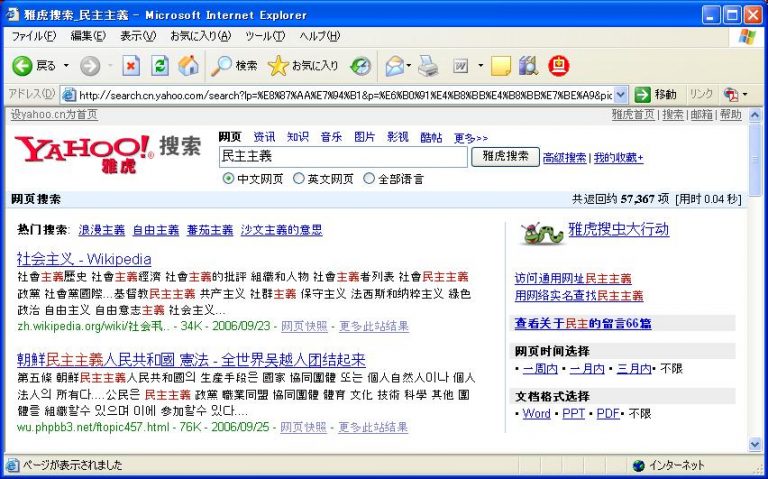 雅虎搜索_民主主義 - Microsoft Internet Explorer
ファイル(F) 編集(E) 表示(V) お気に入り(A) ツール(T) ヘルプ(H)
戻る 検索 お気に入り
アドレス(D) http://search.cn.yahoo.com/search?lp=%E8%87%AA%E7%94%B1&p=%E6%B0%91%E4%B8%BB%E4%B8%BB%E7%BE%A9&pid 移動 リンク
设yahoo.cn为首页 雅虎首页 | 搜索 | 邮箱 | 帮助
YAHOO! 雅虎 搜索
网页 资讯 知识 音乐 图片 影视 酷帖 更多>>
民主主義 雅虎搜索 高级搜索 | 我的收藏+
中文网页 英文网页 全部语言
网页搜索 共返回约 57,367 项 [用时 0.04 秒]
热门搜索: 浪漫主義 自由主義 蕃茄主義 沙文主義的意思
社会主义 - Wikipedia
社會主義歷史 社會主義經濟 社會主義的批評 組織和人物 社會主義者列表 社會民主主義
政黨 社會黨國際...基督教民主主義 共产主义 社群主義 保守主义 法西斯和纳粹主义 綠色
政治 自由主义 自由意志主義 社会主义...
zh.wikipedia.org/wiki/社会主... - 34K - 2006/09/23 - 网页快照 - 更多此站结果
朝鮮民主主義人民共和國 憲法 - 全世界吴越人团结起来
第五條 朝鮮民主主義人民共和國의 生產手段은 國家 協同團體 또는 個人自然人이나 個人
法人의 所有다....公民은 民主主義 政黨 職業同盟 協同團體 體育 文化 技術 科學 其他 團
體를 組織할수 있으며 이에 参加할수 있다....
wu.phpbb3.net/ftopic457.html - 76K - 2006/09/25 - 网页快照 - 更多此站结果
雅虎搜虫大行动
访问通用网址民主主義
用网络实名查找民主主義
查看关于民主的留言66篇
网页时间选择
• 一周内 • 一月内 • 三月内 • 不限
文档格式选择
• Word • PPT • PDF • 不限
ページが表示されました インターネット